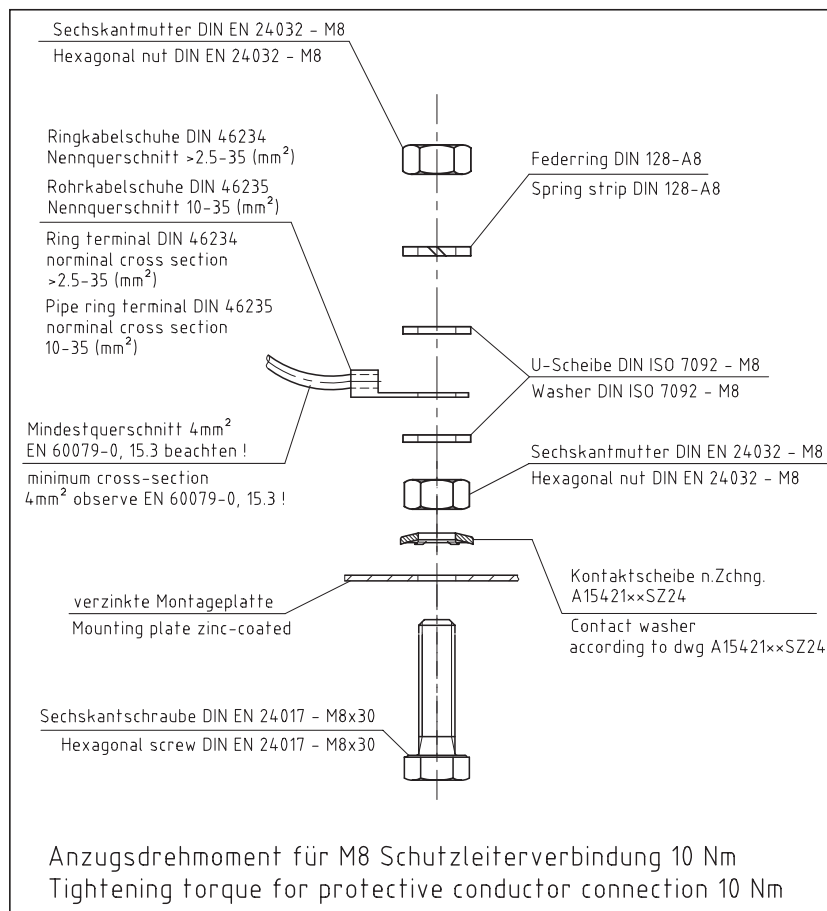 Sechskantmutter DIN EN 24032 - M8
Hexagonal nut DIN EN 24032 - M8
Ringkabelschuhe DIN 46234
Nennquerschnitt >2.5-35 (mm²)
Rohrkabelschuhe DIN 46235
Nennquerschnitt 10-35 (mm²)
Ring terminal DIN 46234
norminal cross section
>2.5-35 (mm²)
Pipe ring terminal DIN 46235
norminal cross section
10-35 (mm²)
Federring DIN 128-A8
Spring strip DIN 128-A8
U-Scheibe DIN ISO 7092 - M8
Washer DIN ISO 7092 - M8
Mindestquerschnitt 4mm²
EN 60079-0, 15.3 beachten !
minimum cross-section
4mm² observe EN 60079-0, 15.3 !
Sechskantmutter DIN EN 24032 - M8
Hexagonal nut DIN EN 24032 - M8
Kontaktscheibe n.Zchng.
A15421××SZ24
Contact washer
according to dwg A15421××SZ24
verzinkte Montageplatte
Mounting plate zinc-coated
Sechskantschraube DIN EN 24017 - M8x30
Hexagonal screw DIN EN 24017 - M8x30
Anzugsdrehmoment für M8 Schutzleiterverbindung 10 Nm
Tightening torque for protective conductor connection 10 Nm